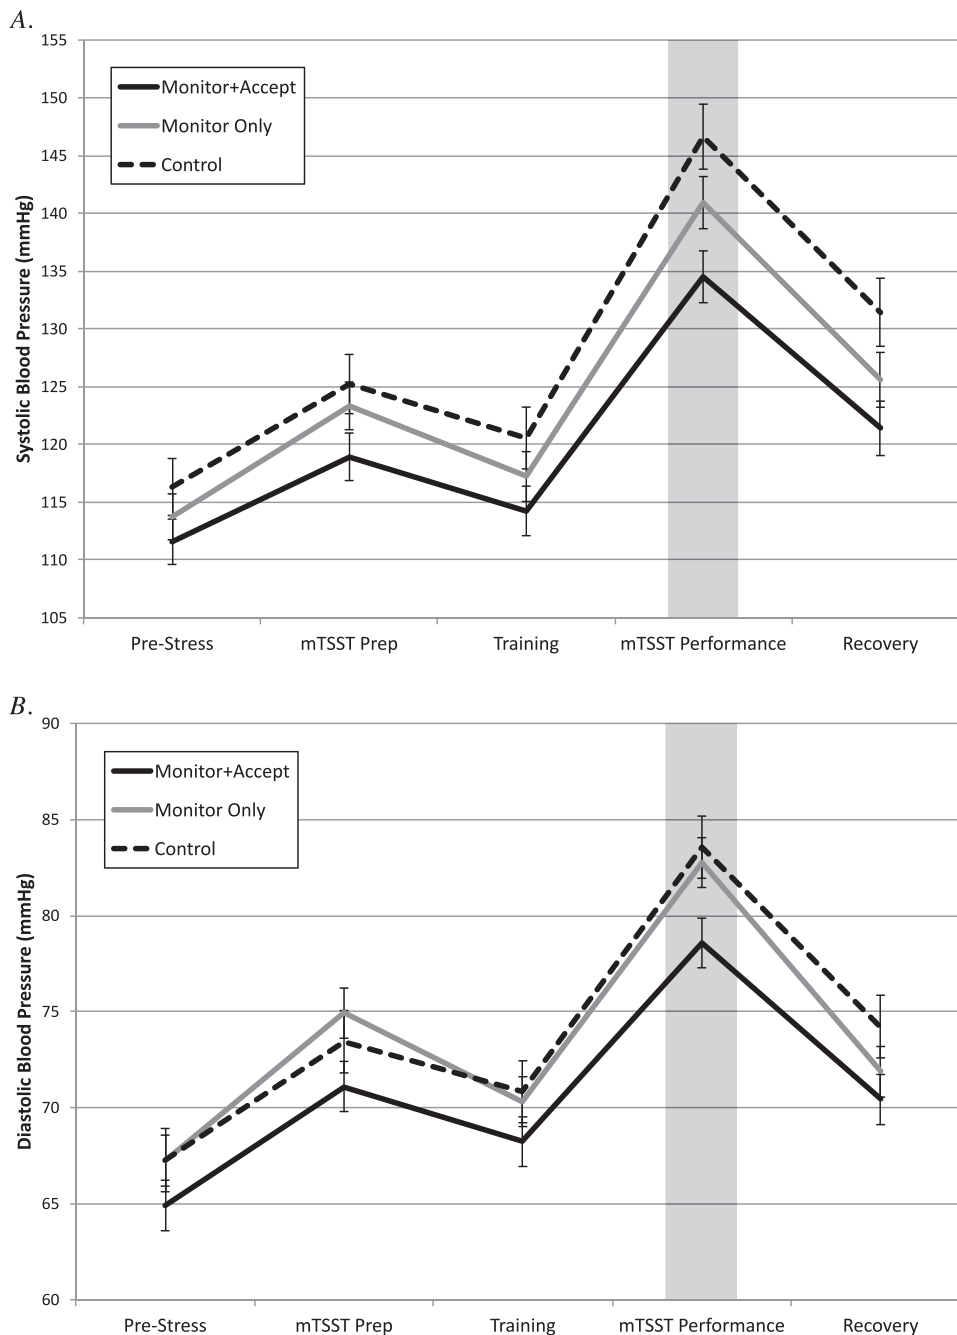 A.
155
150
145
140
135
130
125
120
115
110
105
Systolic Blood Pressure (mmHg)
Monitor+Accept
Monitor Only
Control
Pre-Stress mTSST Prep Training mTSST Performance Recovery
B.
90
85
80
75
70
65
60
Diastolic Blood Pressure (mmHg)
Monitor+Accept
Monitor Only
Control
Pre-Stress mTSST Prep Training mTSST Performance Recovery